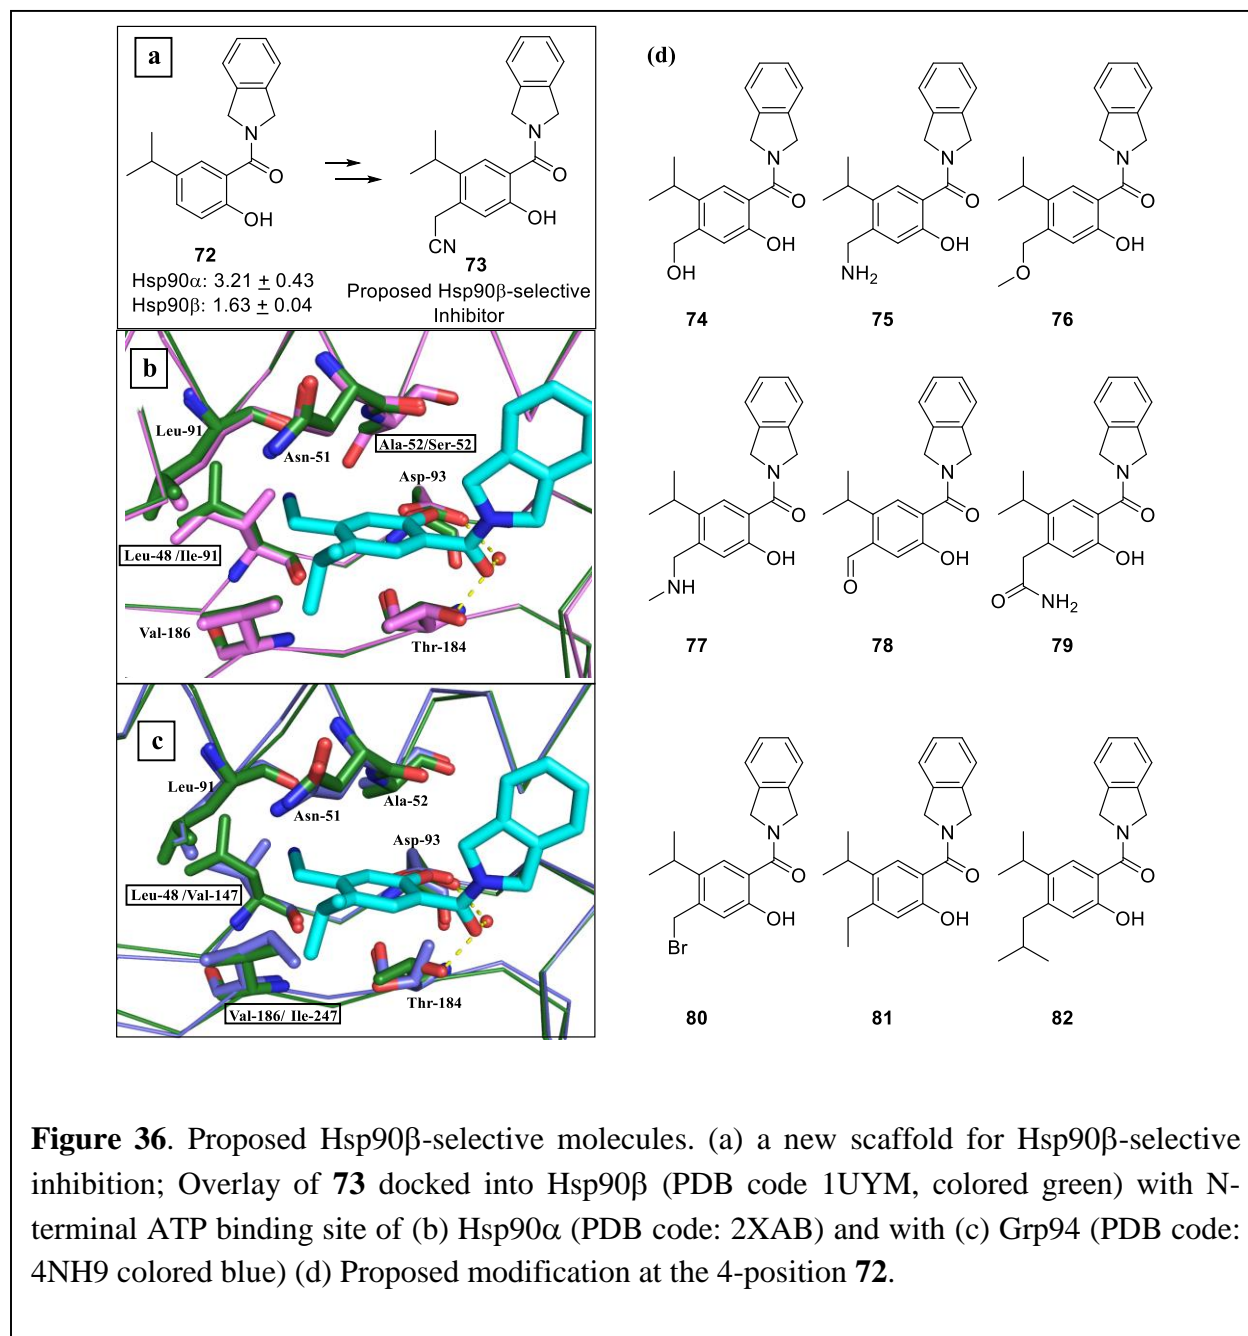 a
N
O
OH
72
Hsp90α: 3.21 ± 0.43
Hsp90β: 1.63 ± 0.04
N
O
OH
CN
73
Proposed Hsp90β-selective
Inhibitor
b
Leu-91
Asn-51
Ala-52/Ser-52
Asp-93
Leu-48 /Ile-91
Val-186
Thr-184
c
Leu-91
Asn-51
Ala-52
Asp-93
Leu-48 /Val-147
Thr-184
Val-186/ Ile-247
(d)
N
O
OH
OH
74
N
O
OH
NH2
75
N
O
OH
O
76
N
O
OH
NH
77
N
O
OH
O
78
N
O
OH
O NH2
79
N
O
OH
Br
80
N
O
OH
81
N
O
OH
82
Figure 36. Proposed Hsp90β-selective molecules. (a) a new scaffold for Hsp90β-selective
inhibition; Overlay of 73 docked into Hsp90β (PDB code 1UYM, colored green) with N-
terminal ATP binding site of (b) Hsp90α (PDB code: 2XAB) and with (c) Grp94 (PDB code:
4NH9 colored blue) (d) Proposed modification at the 4-position 72.